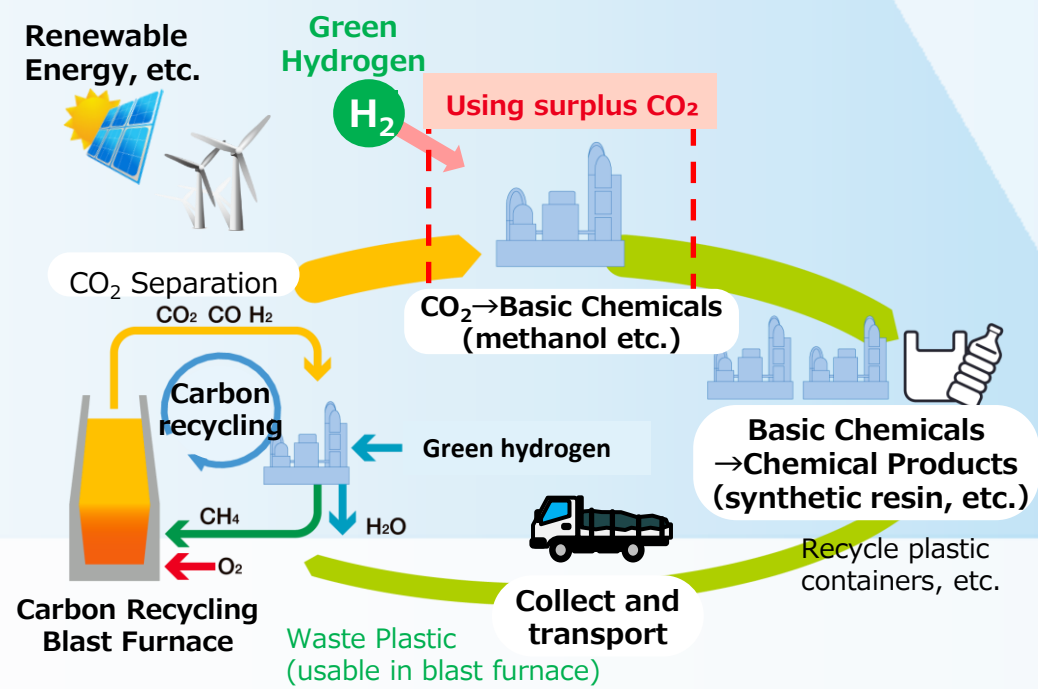 Renewable
Energy, etc.
Green
Hydrogen
H₂
Using surplus CO₂
CO₂ Separation
CO₂ CO H₂
CO₂→Basic Chemicals
(methanol etc.)
Carbon
recycling
Green hydrogen
Basic Chemicals
→Chemical Products
(synthetic resin, etc.)
CH₄
H₂O
O₂
Recycle plastic
containers, etc.
Carbon Recycling
Blast Furnace
Collect and
transport
Waste Plastic
(usable in blast furnace)